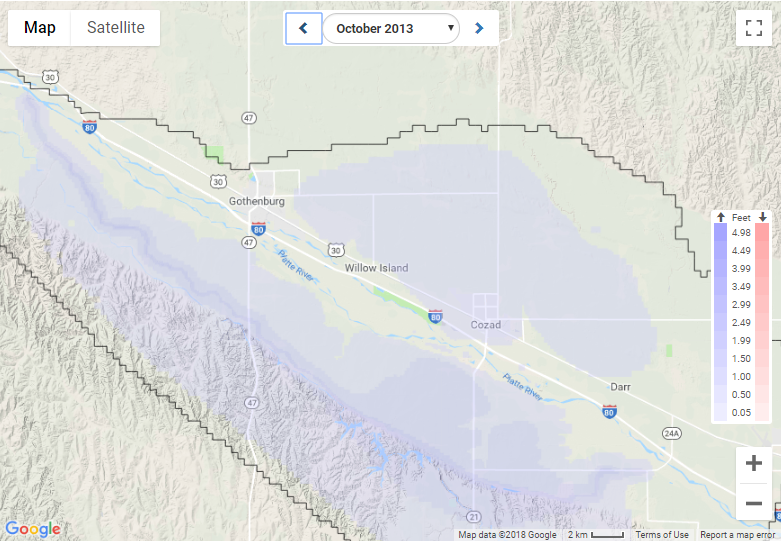 Map
Satellite
October 2013
30
80
47
30
Gothenburg
80
47
30
Platte River
Willow Island
80
Cozad
Platte River
Darr
80
47
24A
21
Feet
4.98
4.49
3.99
3.49
2.99
2.49
1.99
1.50
1.00
0.50
0.05
Google
Map data ©2018 Google
2 km
Terms of Use
Report a map error